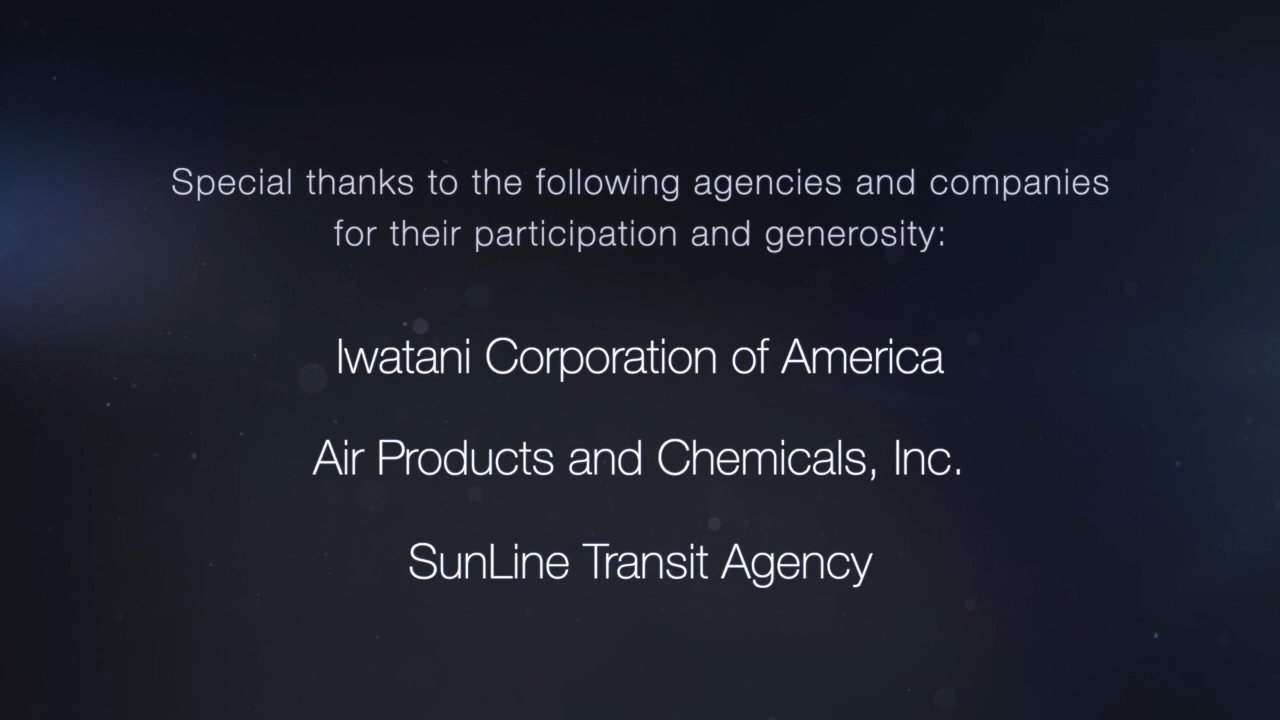 Special thanks to the following agencies and companies
for their participation and generosity:
Iwatani Corporation of America
Air Products and Chemicals, Inc.
SunLine Transit Agency